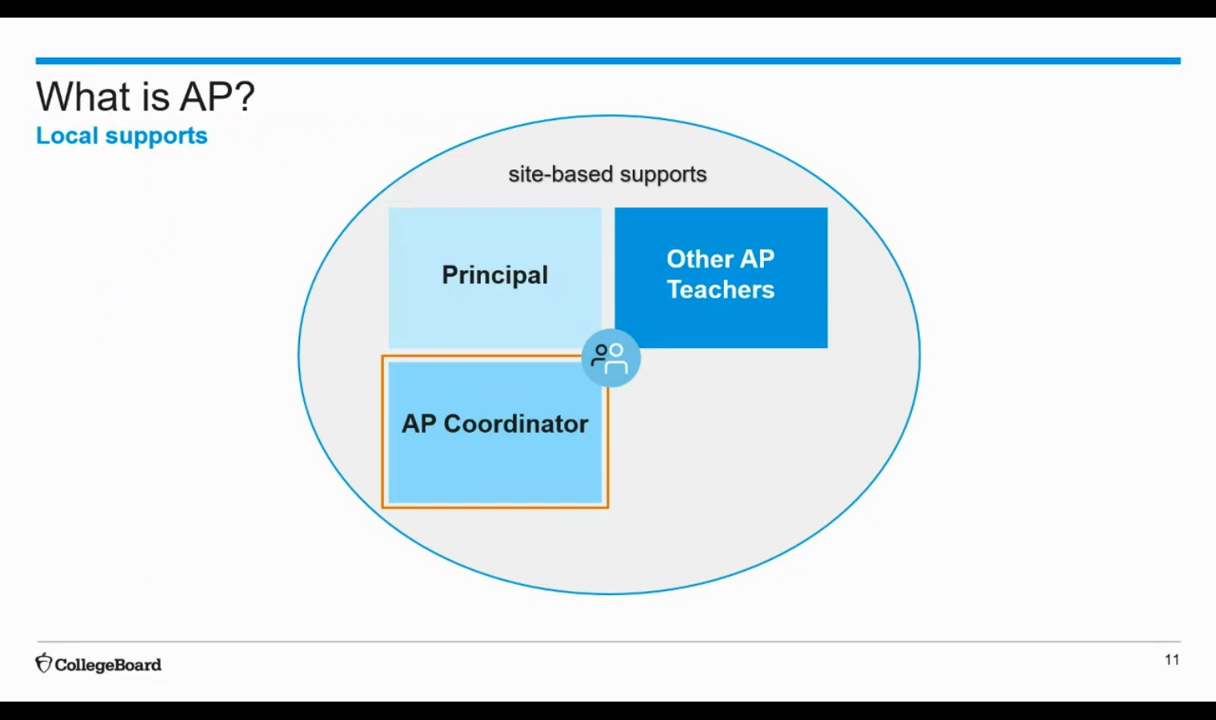 What is AP?
Local supports
site-based supports
Principal
Other AP
Teachers
AP Coordinator
CollegeBoard
11